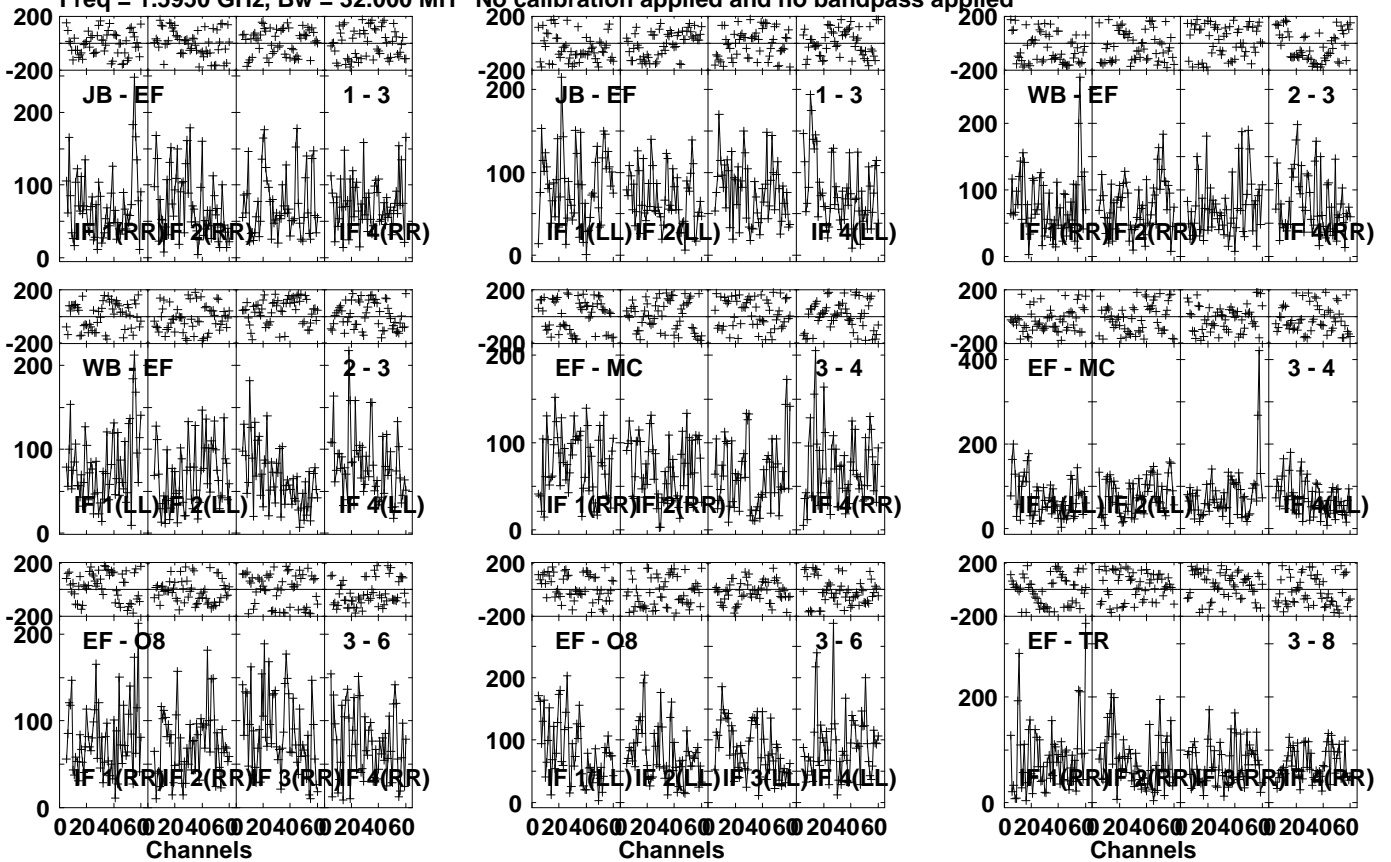 Freq = 1.5950 GHz, Bw = 32.000 MH No calibration applied and no bandpass applied
200
-200
200
100
0
JB - EF 1 - 3
IF 1(RR) IF 2(RR) IF 4(RR)
200
-200
200
150
100
50
0
JB - EF 1 - 3
IF 1(LL) IF 2(LL) IF 4(LL)
200
-200
200
100
0
WB - EF 2 - 3
IF 1(RR) IF 2(RR) IF 4(RR)
200
-200
200
100
0
WB - EF 2 - 3
IF 1(LL) IF 2(LL) IF 4(LL)
200
-200
200
100
0
EF - MC 3 - 4
IF 1(RR) IF 2(RR) IF 4(RR)
200
-200
400
200
0
EF - MC 3 - 4
IF 1(LL) IF 2(LL) IF 4(LL)
200
-200
200
100
0
EF - O8 3 - 6
IF 1(RR) IF 2(RR) IF 3(RR) IF 4(RR)
0 20 40 60 0 20 40 60 0 20 40 60 0 20 40 60
Channels
200
-200
200
100
0
EF - O8 3 - 6
IF 1(LL) IF 2(LL) IF 3(LL) IF 4(LL)
0 20 40 60 0 20 40 60 0 20 40 60 0 20 40 60
Channels
200
-200
200
0
EF - TR 3 - 8
IF 1(RR) IF 2(RR) IF 3(RR) IF 4(RR)
0 20 40 60 0 20 40 60 0 20 40 60 0 20 40 60
Channels